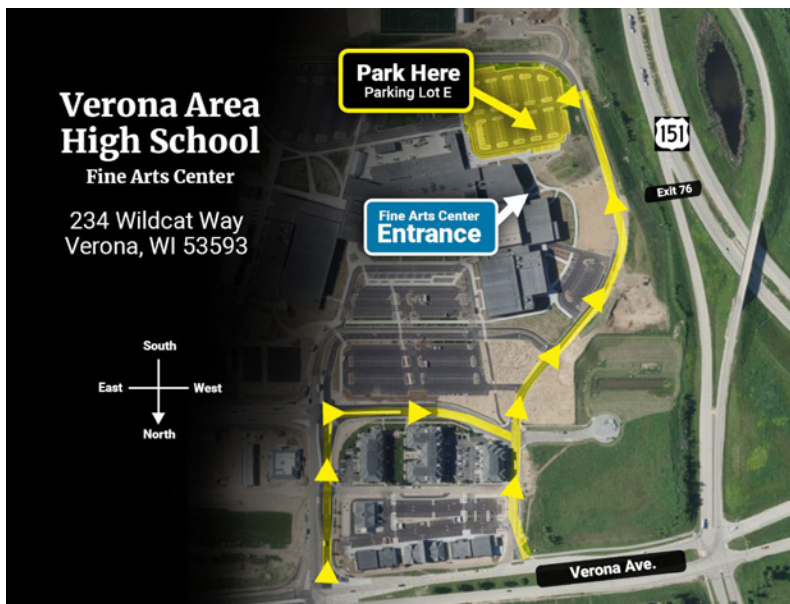 Verona Area
High School
Fine Arts Center
234 Wildcat Way
Verona, WI 53593
Park Here
Parking Lot E
151
Exit 76
Fine Arts Center
Entrance
South
East
West
North
Verona Ave.